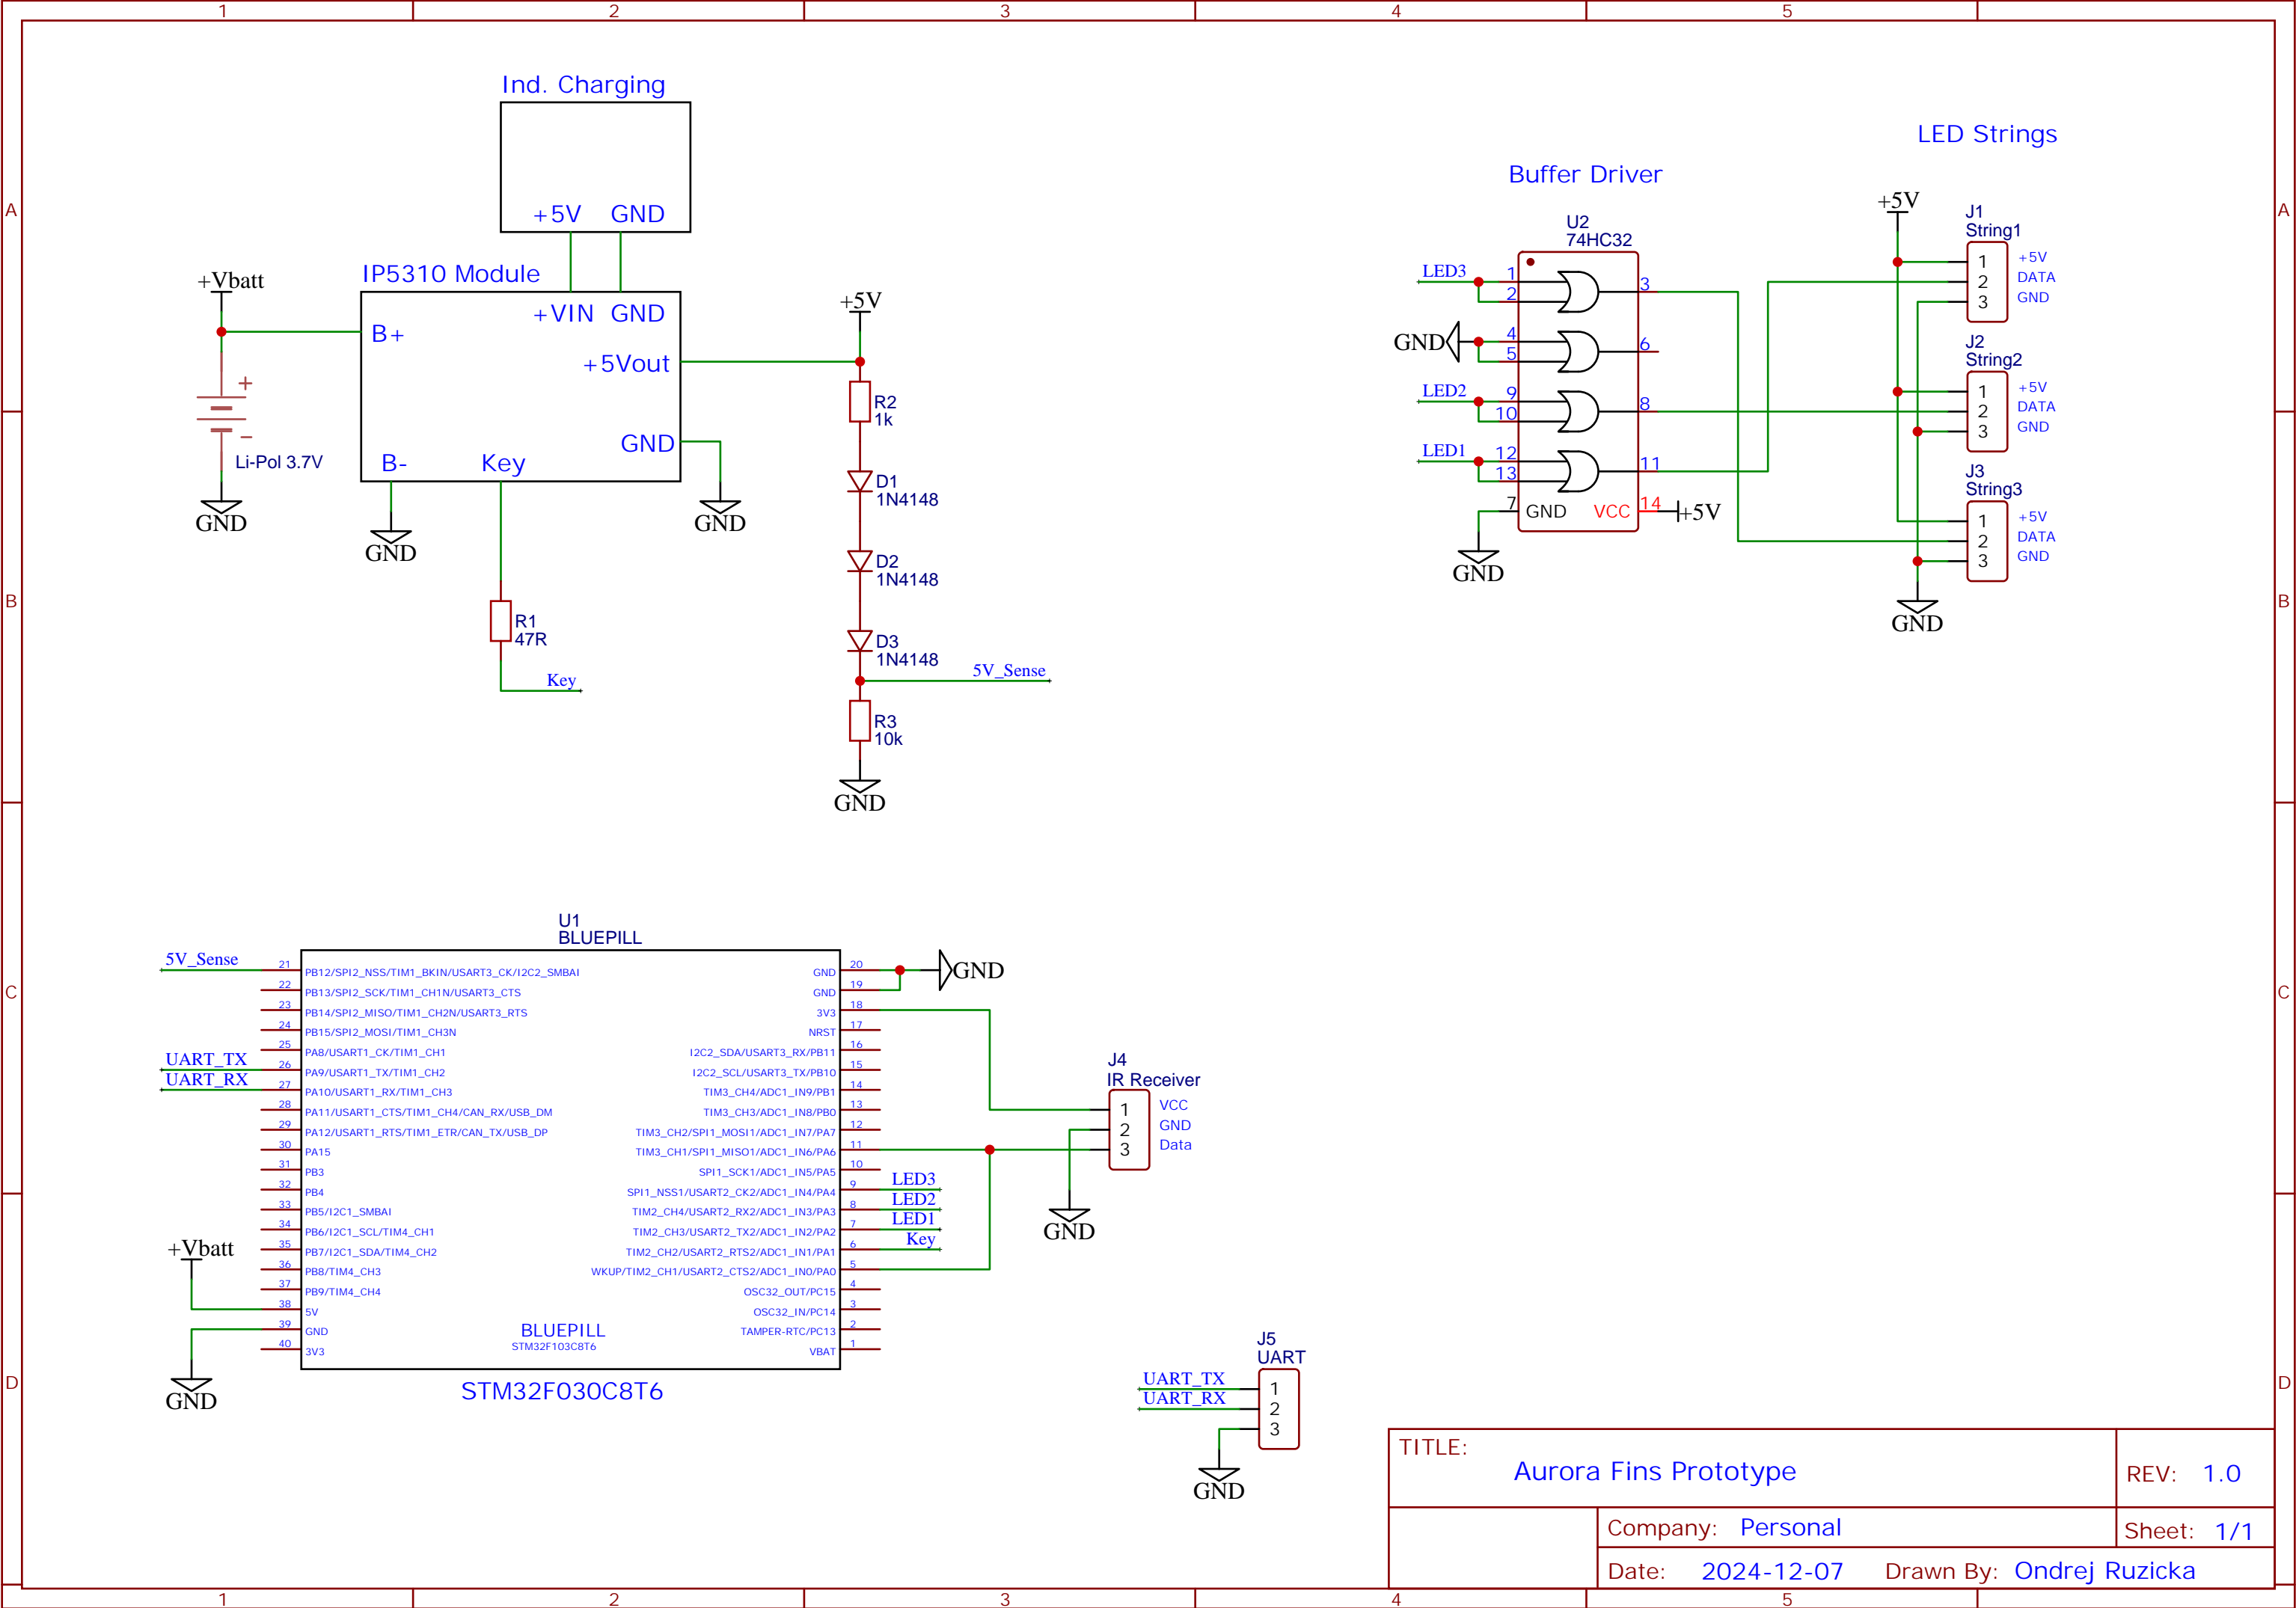 1 2 3 4 5
A
B
C
D
A
B
C
D
Ind. Charging
+5V GND
IP5310 Module
+VIN GND
B+
+5Vout
GND
B-
Key
+Vbatt
+
-
Li-Pol 3.7V
GND
GND
GND
R1
47R
Key
+5V
R2
1k
D1
1N4148
D2
1N4148
D3
1N4148
5V_Sense
R3
10k
GND
Buffer Driver
U2
74HC32
LED3
1
2
3
GND
4
5
6
LED2
9
10
8
LED1
12
13
11
7 GND VCC 14 +5V
GND
LED Strings
+5V
J1
String1
1 +5V
2 DATA
3 GND
J2
String2
1 +5V
2 DATA
3 GND
J3
String3
1 +5V
2 DATA
3 GND
GND
U1
BLUEPILL
5V_Sense
UART_TX
UART_RX
+Vbatt
GND
21 PB12/SPI2_NSS/TIM1_BKIN/USART3_CK/I2C2_SMBAI
22 PB13/SPI2_SCK/TIM1_CH1N/USART3_CTS
23 PB14/SPI2_MISO/TIM1_CH2N/USART3_RTS
24 PB15/SPI2_MOSI/TIM1_CH3N
25 PA8/USART1_CK/TIM1_CH1
26 PA9/USART1_TX/TIM1_CH2
27 PA10/USART1_RX/TIM1_CH3
28 PA11/USART1_CTS/TIM1_CH4/CAN_RX/USB_DM
29 PA12/USART1_RTS/TIM1_ETR/CAN_TX/USB_DP
30 PA15
31 PB3
32 PB4
33 PB5/I2C1_SMBAI
34 PB6/I2C1_SCL/TIM4_CH1
35 PB7/I2C1_SDA/TIM4_CH2
36 PB8/TIM4_CH3
37 PB9/TIM4_CH4
38 5V
39 GND
40 3V3
GND 20
GND 19
3V3 18
NRST 17
I2C2_SDA/USART3_RX/PB11 16
I2C2_SCL/USART3_TX/PB10 15
TIM3_CH4/ADC1_IN9/PB1 14
TIM3_CH3/ADC1_IN8/PB0 13
TIM3_CH2/SPI1_MOSI1/ADC1_IN7/PA7 12
TIM3_CH1/SPI1_MISO1/ADC1_IN6/PA6 11
SPI1_SCK1/ADC1_IN5/PA5 10
SPI1_NSS1/USART2_CK2/ADC1_IN4/PA4 9
TIM2_CH4/USART2_RX2/ADC1_IN3/PA3 8
TIM2_CH3/USART2_TX2/ADC1_IN2/PA2 7
TIM2_CH2/USART2_RTS2/ADC1_IN1/PA1 6
WKUP/TIM2_CH1/USART2_CTS2/ADC1_IN0/PA0 5
OSC32_OUT/PC15 4
OSC32_IN/PC14 3
TAMPER-RTC/PC13 2
VBAT 1
BLUEPILL
STM32F103C8T6
STM32F030C8T6
GND
LED3
LED2
LED1
Key
J4
IR Receiver
1 VCC
2 GND
3 Data
GND
J5
UART
UART_TX 1
UART_RX 2
3
GND
TITLE:
Aurora Fins Prototype
REV: 1.0
Company: Personal
Sheet: 1/1
Date: 2024-12-07 Drawn By: Ondrej Ruzicka
1 2 3 4 5